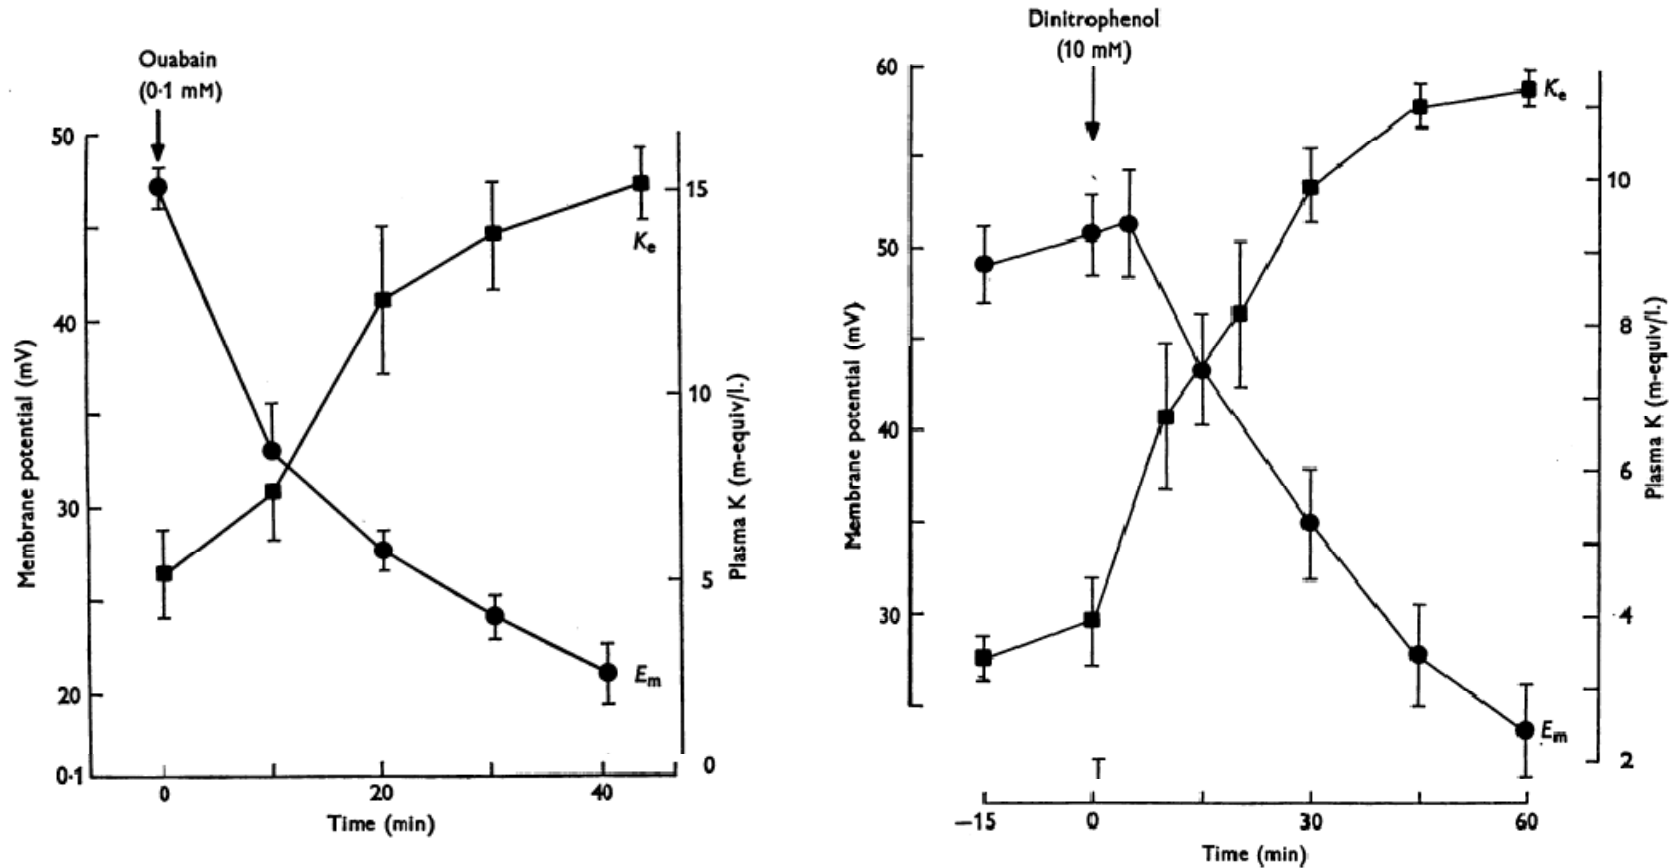 Ouabain
(0·1 mM)
50
40
30
20
0·1
Membrane potential (mV)
15
10
5
0
Plasma K (m-equiv/l.)
Ke
Em
0
20
40
Time (min)
Dinitrophenol
(10 mM)
60
50
40
30
Membrane potential (mV)
10
8
6
4
2
Plasma K (m-equiv/l.)
Ke
Em
−15
0
30
60
Time (min)